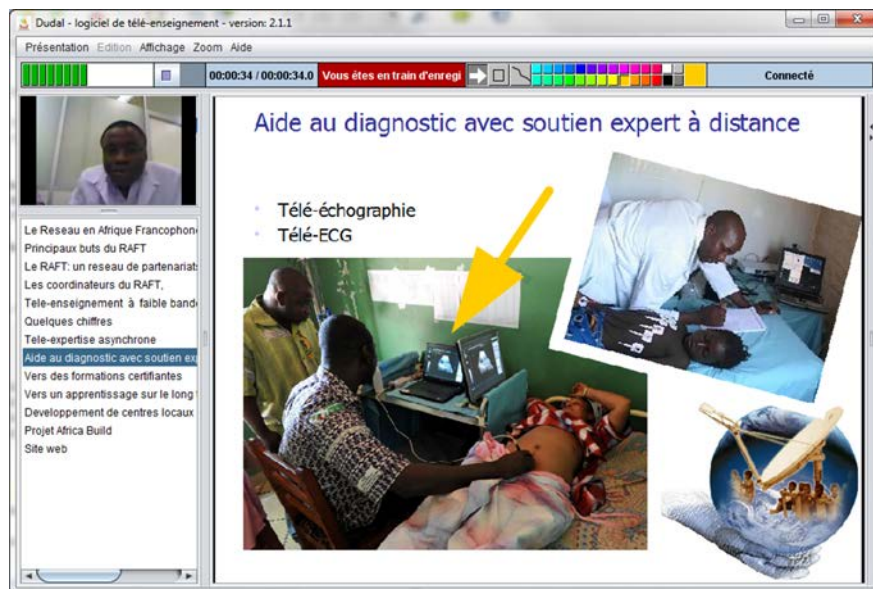 Dudal - logiciel de télé-enseignement - version: 2.1.1
Présentation Edition Affichage Zoom Aide
00:00:34 / 00:00:34.0 Vous êtes en train d'enregi Connecté
Aide au diagnostic avec soutien expert à distance
Télé-échographie
Télé-ECG
Le Reseau en Afrique Francophone
Principaux buts du RAFT
Le RAFT: un reseau de partenariats
Les coordinateurs du RAFT,
Tele-enseignement à faible bande
Quelques chiffres
Tele-expertise asynchrone
Aide au diagnostic avec soutien exp
Vers des formations certifiantes
Vers un apprentissage sur le long
Developpement de centres locaux
Projet Africa Build
Site web